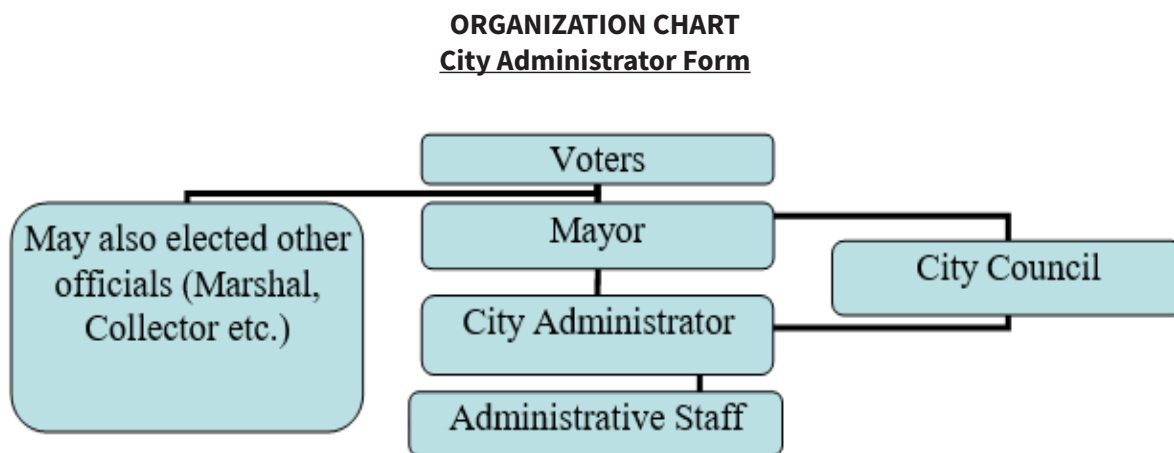 ORGANIZATION CHART
City Administrator Form
Voters
May also elected other
officials (Marshal,
Collector etc.)
Mayor
City Council
City Administrator
Administrative Staff